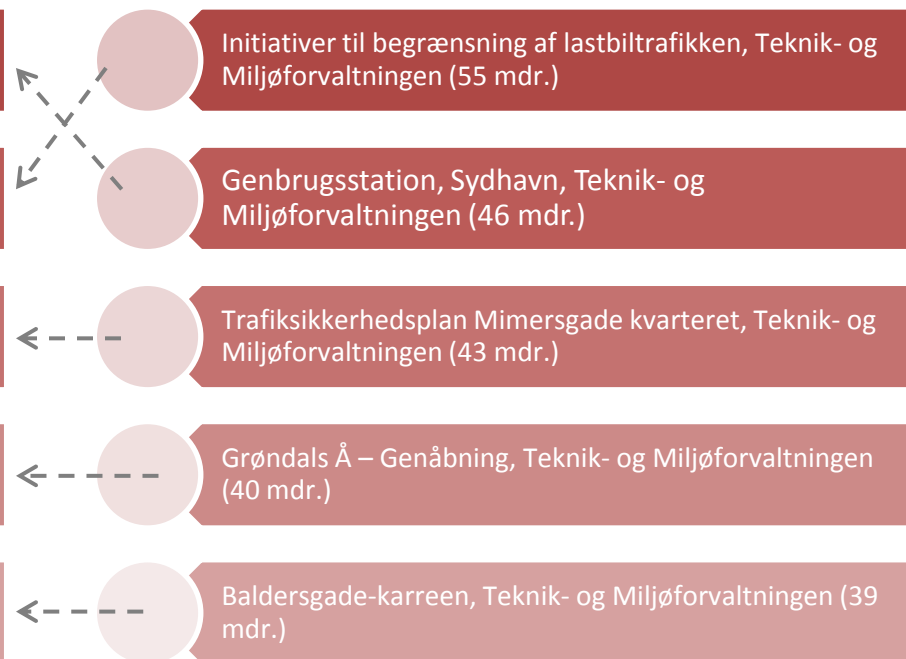 Initiativer til begrænsning af lastbiltrafikken, Teknik- og
Miljøforvaltningen (55 mdr.)
Genbrugsstation, Sydhavn, Teknik- og
Miljøforvaltningen (46 mdr.)
Trafiksikkerhedsplan Mimersgade kvarteret, Teknik- og
Miljøforvaltningen (43 mdr.)
Grøndals Å – Genåbning, Teknik- og Miljøforvaltningen
(40 mdr.)
Baldersgade-karreen, Teknik- og Miljøforvaltningen (39
mdr.)